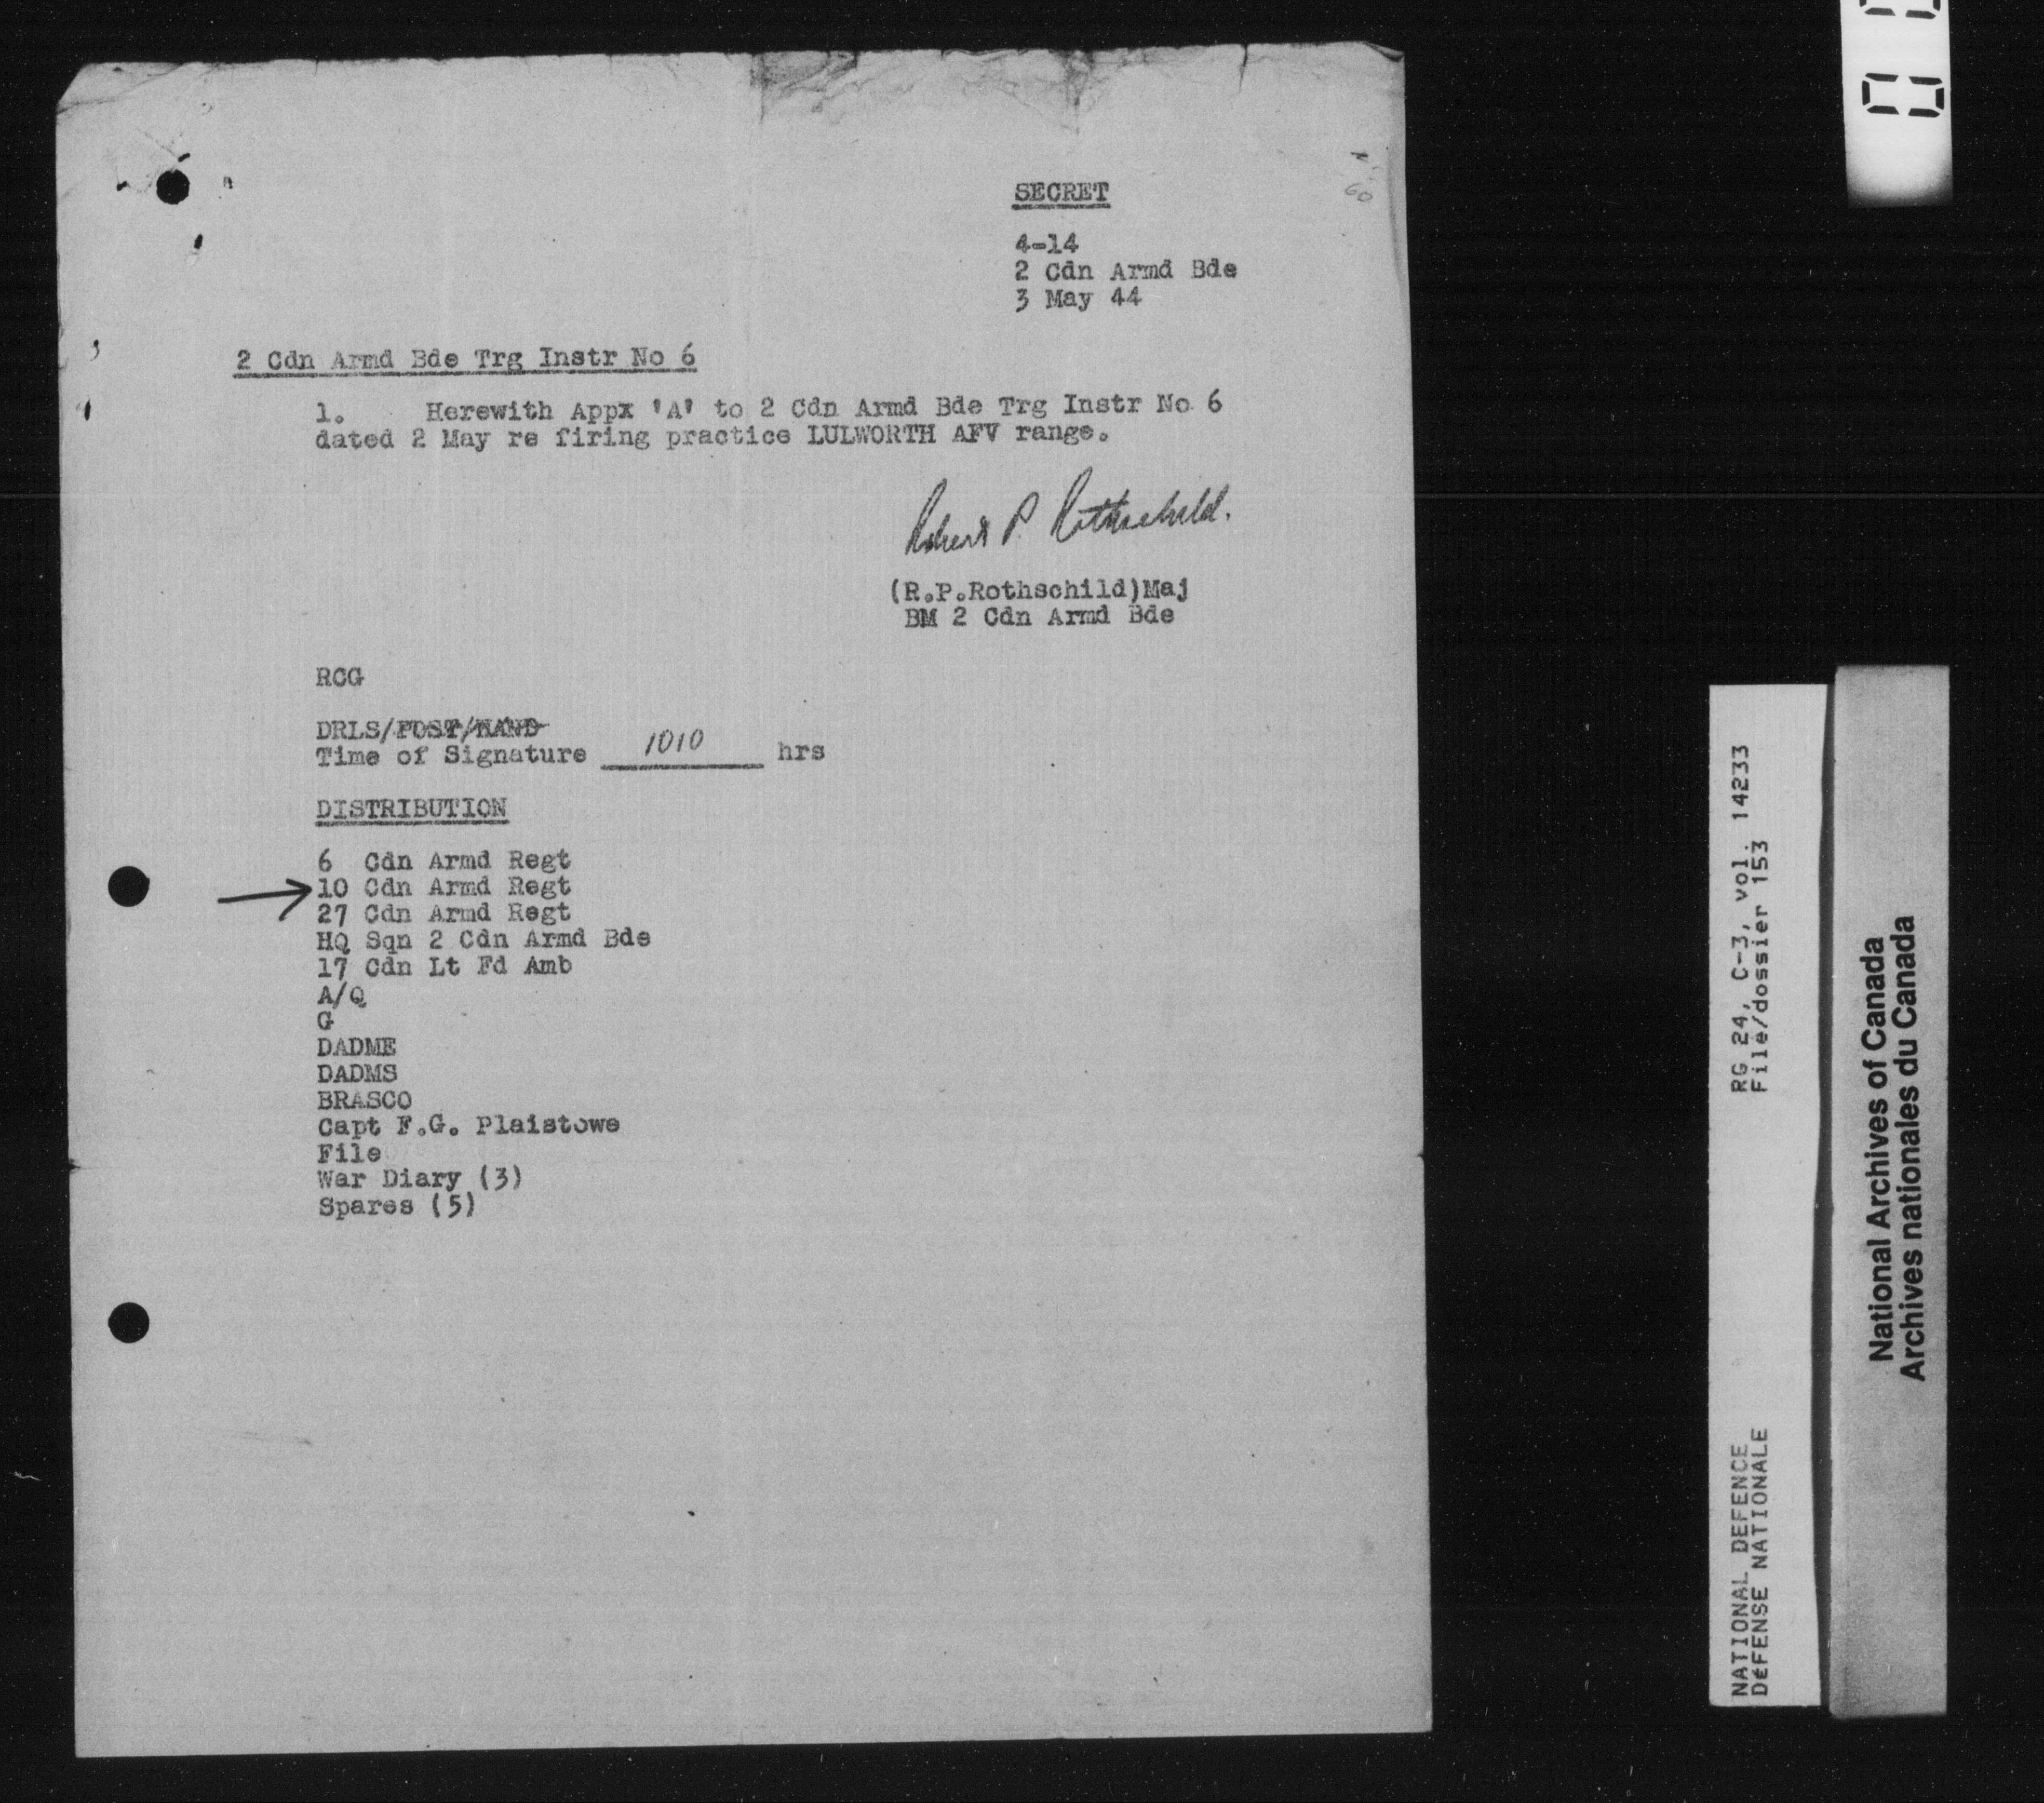 SECRET
4-14
2 Cdn Armd Bde
3 May 44
60
2 Cdn Armd Bde Trg Instr No 6
1. Herewith Appx 'A' to 2 Cdn Armd Bde Trg Instr No 6
dated 2 May re firing practice LULWORTH AFV range.
Robert P. Rothschild.
(R.P.Rothschild)Maj
BM 2 Cdn Armd Bde
RCG
DRLS/POST/HAND
Time of Signature 1010 hrs
DISTRIBUTION
6 Cdn Armd Regt
10 Cdn Armd Regt
27 Cdn Armd Regt
HQ Sqn 2 Cdn Armd Bde
17 Cdn Lt Fd Amb
A/Q
G
DADME
DADMS
BRASCO
Capt F.G. Plaistowe
File
War Diary (3)
Spares (5)
NATIONAL DEFENCE RG 24, C-3, vol. 14233
DéFENSE NATIONALE File/dossier 153
National Archives of Canada
Archives nationales du Canada